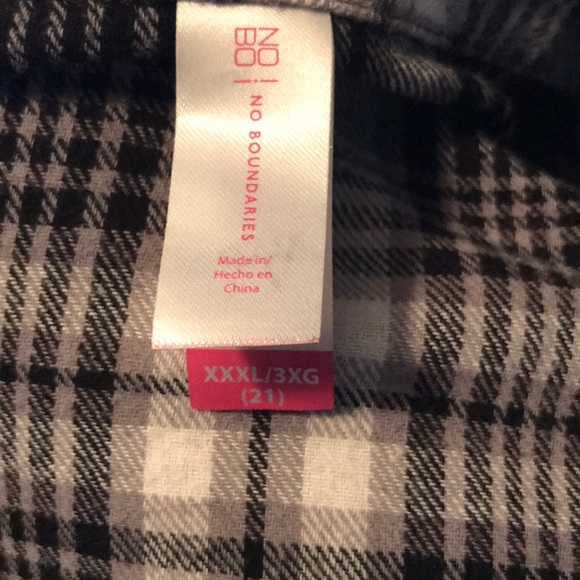 NO!
BO!
NO BOUNDARIES
Made in/
Hecho en
China
XXXL/3XG
(21)